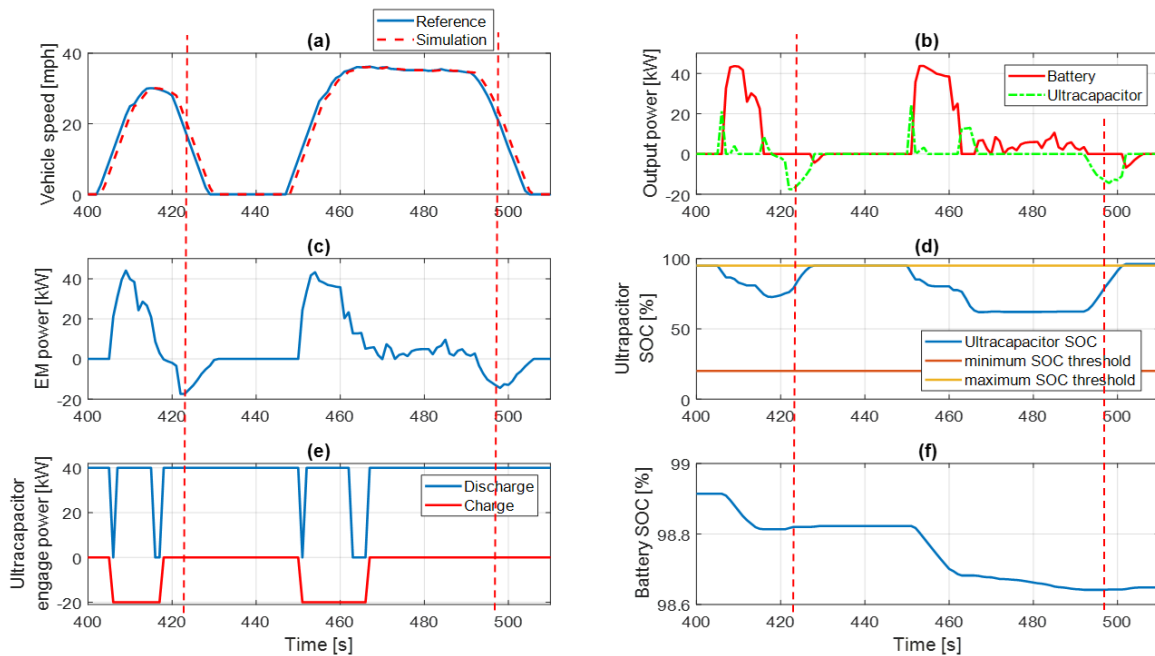 Reference
Simulation
(a)
Vehicle speed [mph]
40
20
0
400
420
440
460
480
500
(b)
Output power [kW]
40
20
0
-20
Battery
Ultracapacitor
400
420
440
460
480
500
(c)
EM power [kW]
40
20
0
-20
400
420
440
460
480
500
(d)
Ultrapacitor
SOC [%]
100
50
0
Ultracapacitor SOC
minimum SOC threshold
maximum SOC threshold
400
420
440
460
480
500
(e)
Ultracapacitor
engage power [kW]
40
20
0
-20
Discharge
Charge
400
420
440
460
480
500
Time [s]
(f)
Battery SOC [%]
99
98.8
98.6
400
420
440
460
480
500
Time [s]